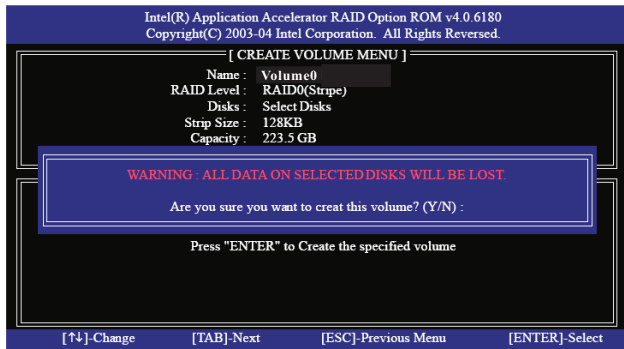 Intel(R) Application Accelerator RAID Option ROM v4.0.6180
Copyright(C) 2003-04 Intel Corporation. All Rights Reversed.
[ CREATE VOLUME MENU ]
Name : Volume0
RAID Level : RAID0(Stripe)
Disks : Select Disks
Strip Size : 128KB
Capacity : 223.5 GB
WARNING : ALL DATA ON SELECTED DISKS WILL BE LOST.
Are you sure you want to creat this volume? (Y/N) :
Press "ENTER" to Create the specified volume
[↑↓]-Change [TAB]-Next [ESC]-Previous Menu [ENTER]-Select